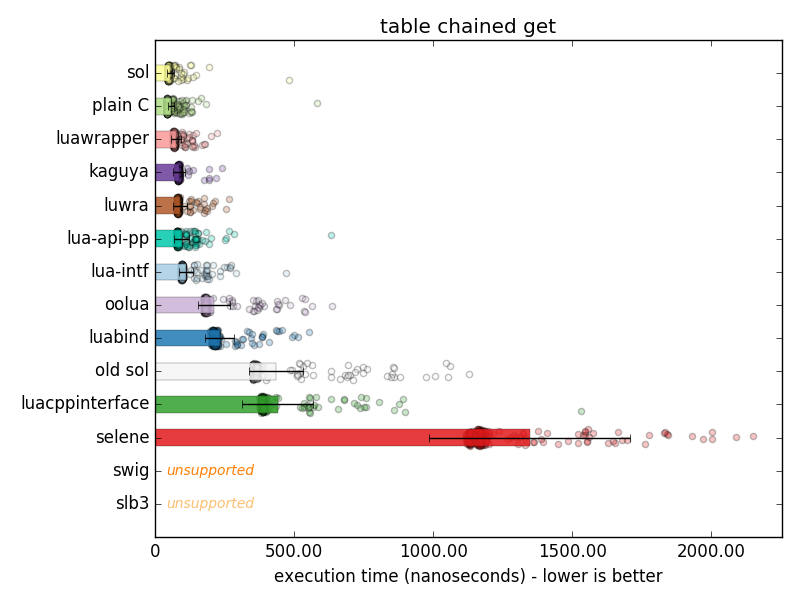 table chained get
sol
plain C
luawrapper
kaguya
luwra
lua-api-pp
lua-intf
oolua
luabind
old sol
luacppinterface
selene
swig unsupported
slb3 unsupported
0 500.00 1000.00 1500.00 2000.00
execution time (nanoseconds) - lower is better